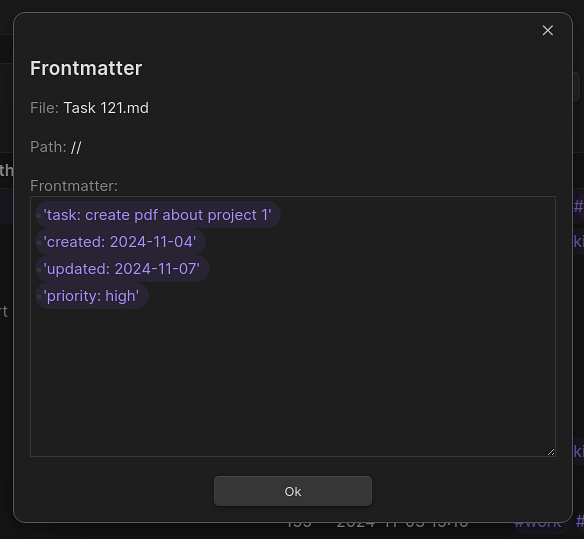 Frontmatter
File: Task 121.md
th
Path: //
Frontmatter:
'task: create pdf about project 1'
#
'created: 2024-11-04'
ki
'updated: 2024-11-07'
'priority: high'
rt
ki
Ok
#work #